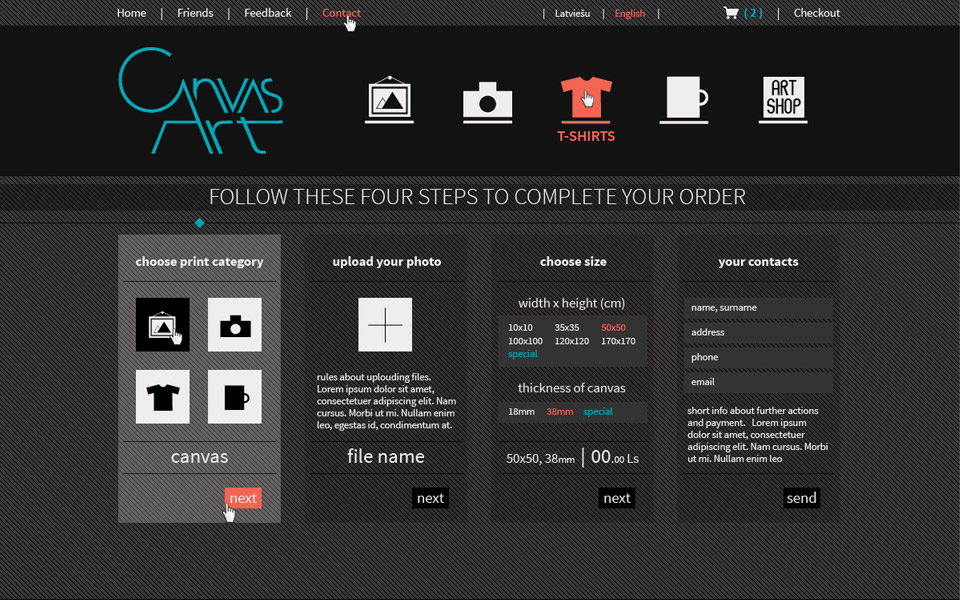 Home | Friends | Feedback | Contact | Latviešu | English | ( 2 ) | Checkout
Canvas
Art
ART
SHOP
T-SHIRTS
FOLLOW THESE FOUR STEPS TO COMPLETE YOUR ORDER
choose print category
canvas
next
upload your photo
rules about uplouding files.
Lorem ipsum dolor sit amet,
consectetuer adipiscing elit. Nam
cursus. Morbi ut mi. Nullam enim
leo, egestas id, condimentum at.
file name
next
choose size
width x height (cm)
10x10 35x35 50x50
100x100 120x120 170x170
special
thickness of canvas
18mm 38mm special
50x50, 38mm | 00.00 Ls
next
your contacts
name, surname
address
phone
email
short info about further actions
and payment. Lorem ipsum
dolor sit amet, consectetuer
adipiscing elit. Nam cursus. Morbi
ut mi. Nullam enim leo
send